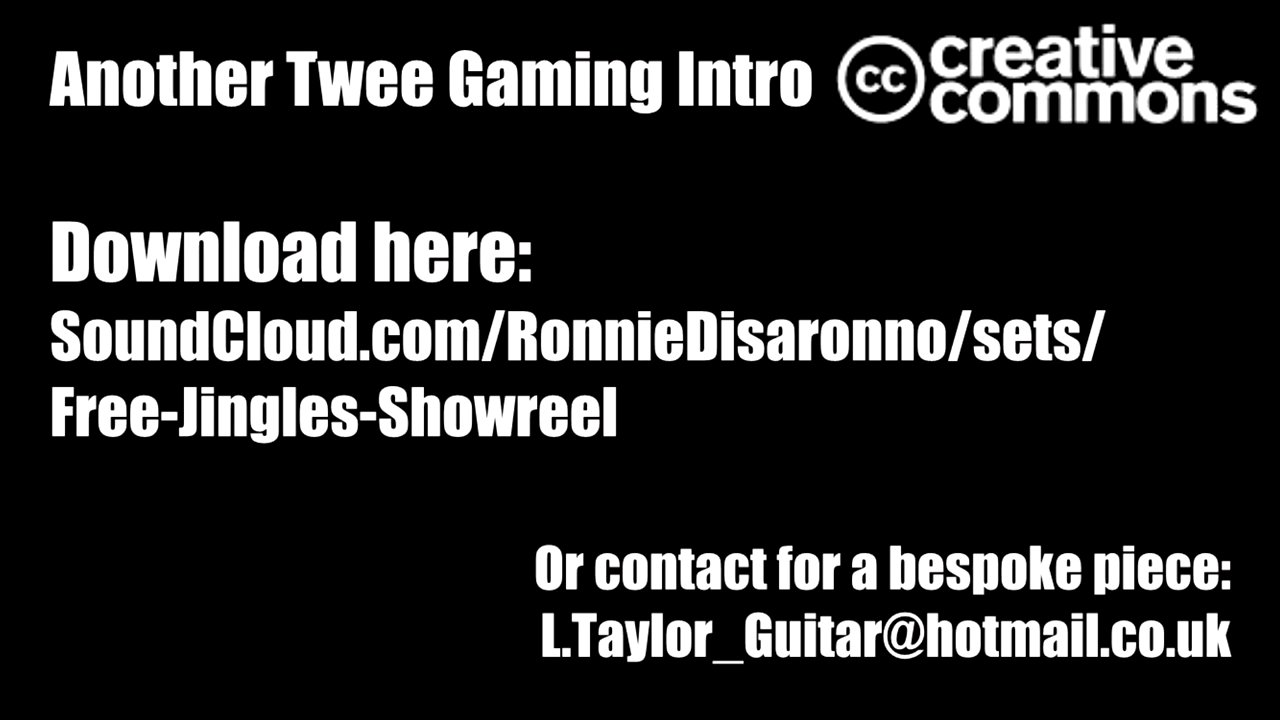 Another Twee Gaming Intro
cc creative commons
Download here:
SoundCloud.com/RonnieDisaronno/sets/
Free-Jingles-Showreel
Or contact for a bespoke piece:
L.Taylor_Guitar@hotmail.co.uk